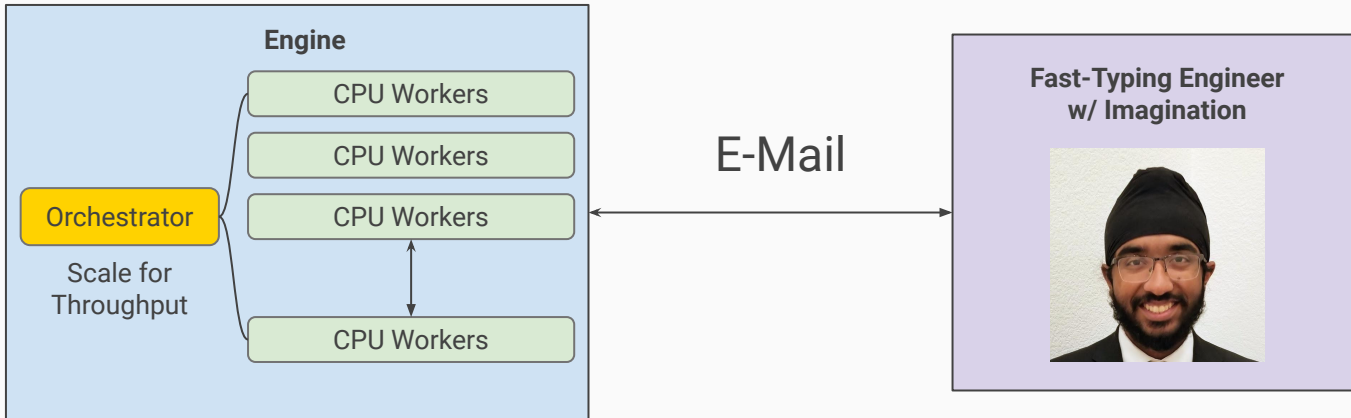 Engine
CPU Workers
CPU Workers
CPU Workers
CPU Workers
Orchestrator
Scale for
Throughput
E-Mail
Fast-Typing Engineer
w/ Imagination